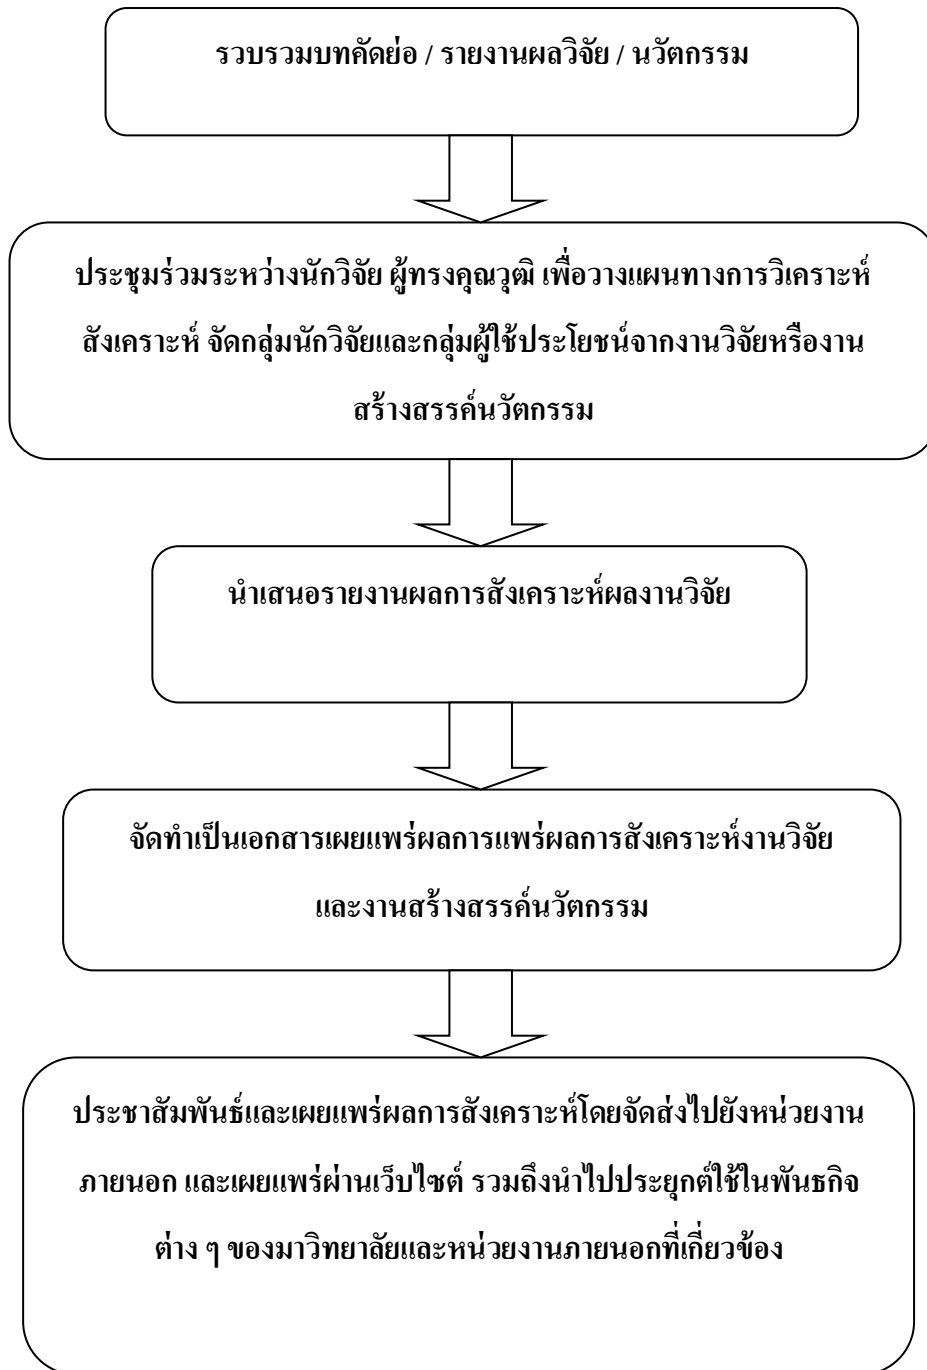 รวบรวมบทคัดย่อ / รายงานผลวิจัย / นวัตกรรม
ประชุมร่วมระหว่างนักวิจัย ผู้ทรงคุณวุฒิ เพื่อวางแผนทางการวิเคราะห์
สังเคราะห์ จัดกลุ่มนักวิจัยและกลุ่มผู้ใช้ประโยชน์จากงานวิจัยหรืองาน
สร้างสรรค์นวัตกรรม
นำเสนอรายงานผลการสังเคราะห์ผลงานวิจัย
จัดทำเป็นเอกสารเผยแพร่ผลการแพร่ผลการสังเคราะห์งานวิจัย
และงานสร้างสรรค์นวัตกรรม
ประชาสัมพันธ์และเผยแพร่ผลการสังเคราะห์โดยจัดส่งไปยังหน่วยงาน
ภายนอก และเผยแพร่ผ่านเว็บไซต์ รวมถึงนำไปประยุกต์ใช้ในพันธกิจ
ต่าง ๆ ของมาวิทยาลัยและหน่วยงานภายนอกที่เกี่ยวข้อง